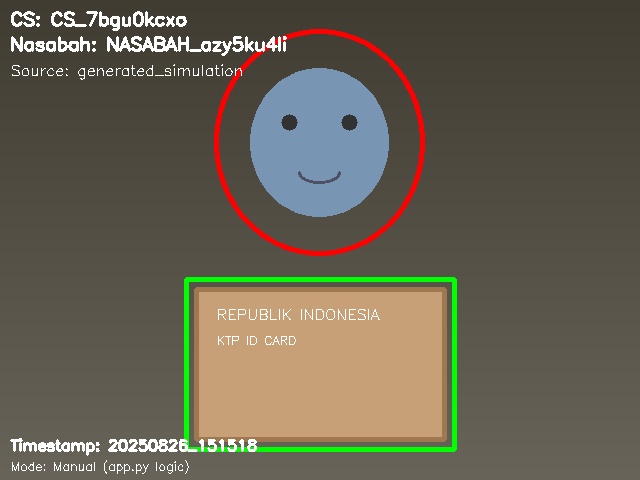 CS: CS_7bgu0kcxo
Nasabah: NASABAH_azy5ku4li
Source: generated_simulation
REPUBLIK INDONESIA
KTP ID CARD
Timestamp: 20250826_151518
Mode: Manual (app.py logic)